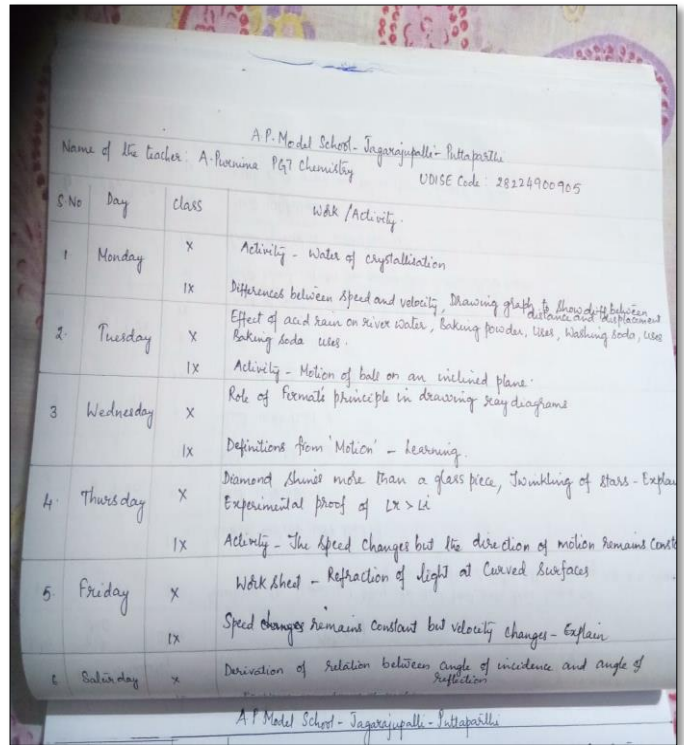 A.P. Model School - Jagarajupalli - Puttaparthi
Name of the teacher: A. Purnima PGT Chemistry
UDISE Code: 28224900905
S.No Day Class Work/Activity.
1 Monday X Activity - Water of crystallisation
IX Differences between speed and velocity, Drawing graph to show diff between
distance and displacement
2. Tuesday X Effect of acid rain on river water, Baking powder, Uses, Washing soda, uses
Baking soda uses.
IX Activity - Motion of ball on an inclined plane.
3 Wednesday X Role of Fermat's principle in drawing ray diagrams
IX Definitions from 'Motion' - Learning.
4. Thursday X Diamond shines more than a glass piece, Twinkling of stars - Explai
Experimental proof of Lr > Li
IX Activity - The speed changes but the direction of motion remains consta
5. Friday X Work sheet - Refraction of light at Curved Surfaces
IX Speed remains constant but velocity changes - Explain
6 Saturday X Derivation of relation between angle of incidence and angle of
reflection
A P Model School - Jagarajupalli - Puttaparthi